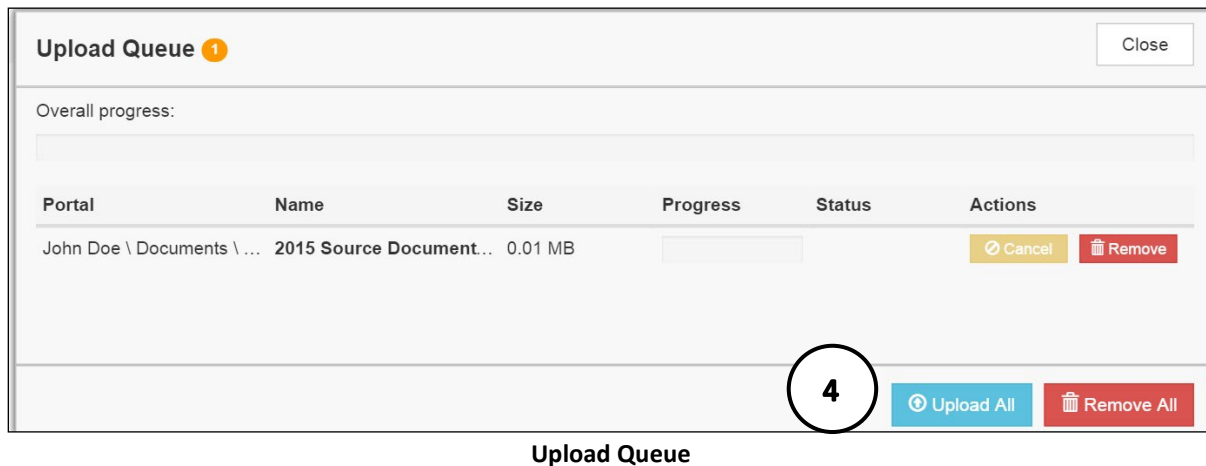 Upload Queue 1
Close
Overall progress:
Portal Name Size Progress Status Actions
John Doe \ Documents \ ... 2015 Source Document... 0.01 MB Cancel Remove
4 Upload All Remove All
Upload Queue